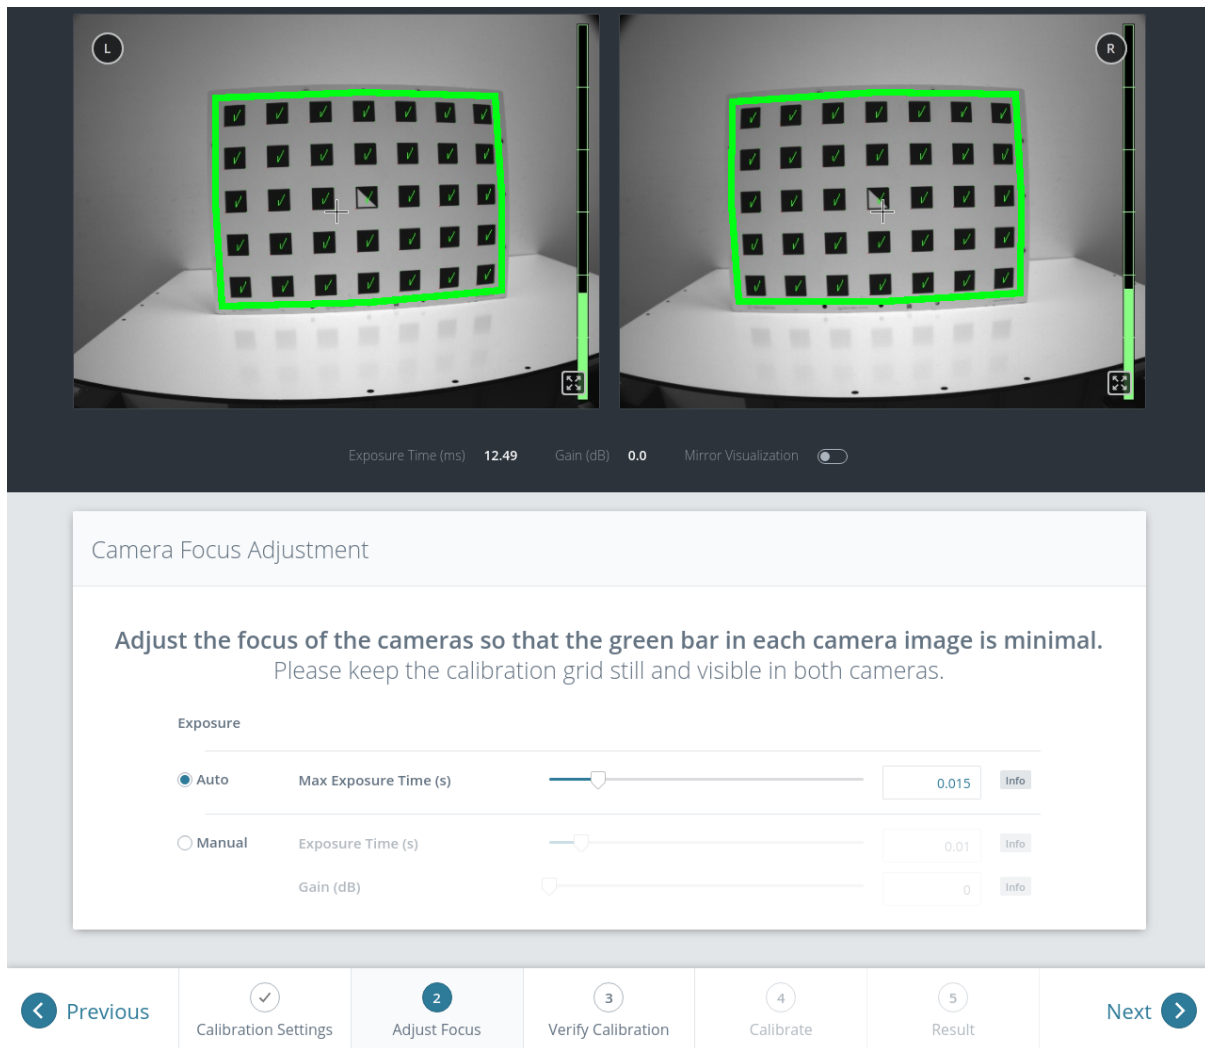 L
R
Exposure Time (ms) 12.49 Gain (dB) 0.0 Mirror Visualization
Camera Focus Adjustment
Adjust the focus of the cameras so that the green bar in each camera image is minimal.
Please keep the calibration grid still and visible in both cameras.
Exposure
Auto Max Exposure Time (s) 0.015 Info
Manual Exposure Time (s) 0.01 Info
Gain (dB) 0 Info
Previous
Calibration Settings
2
Adjust Focus
3
Verify Calibration
4
Calibrate
5
Result
Next